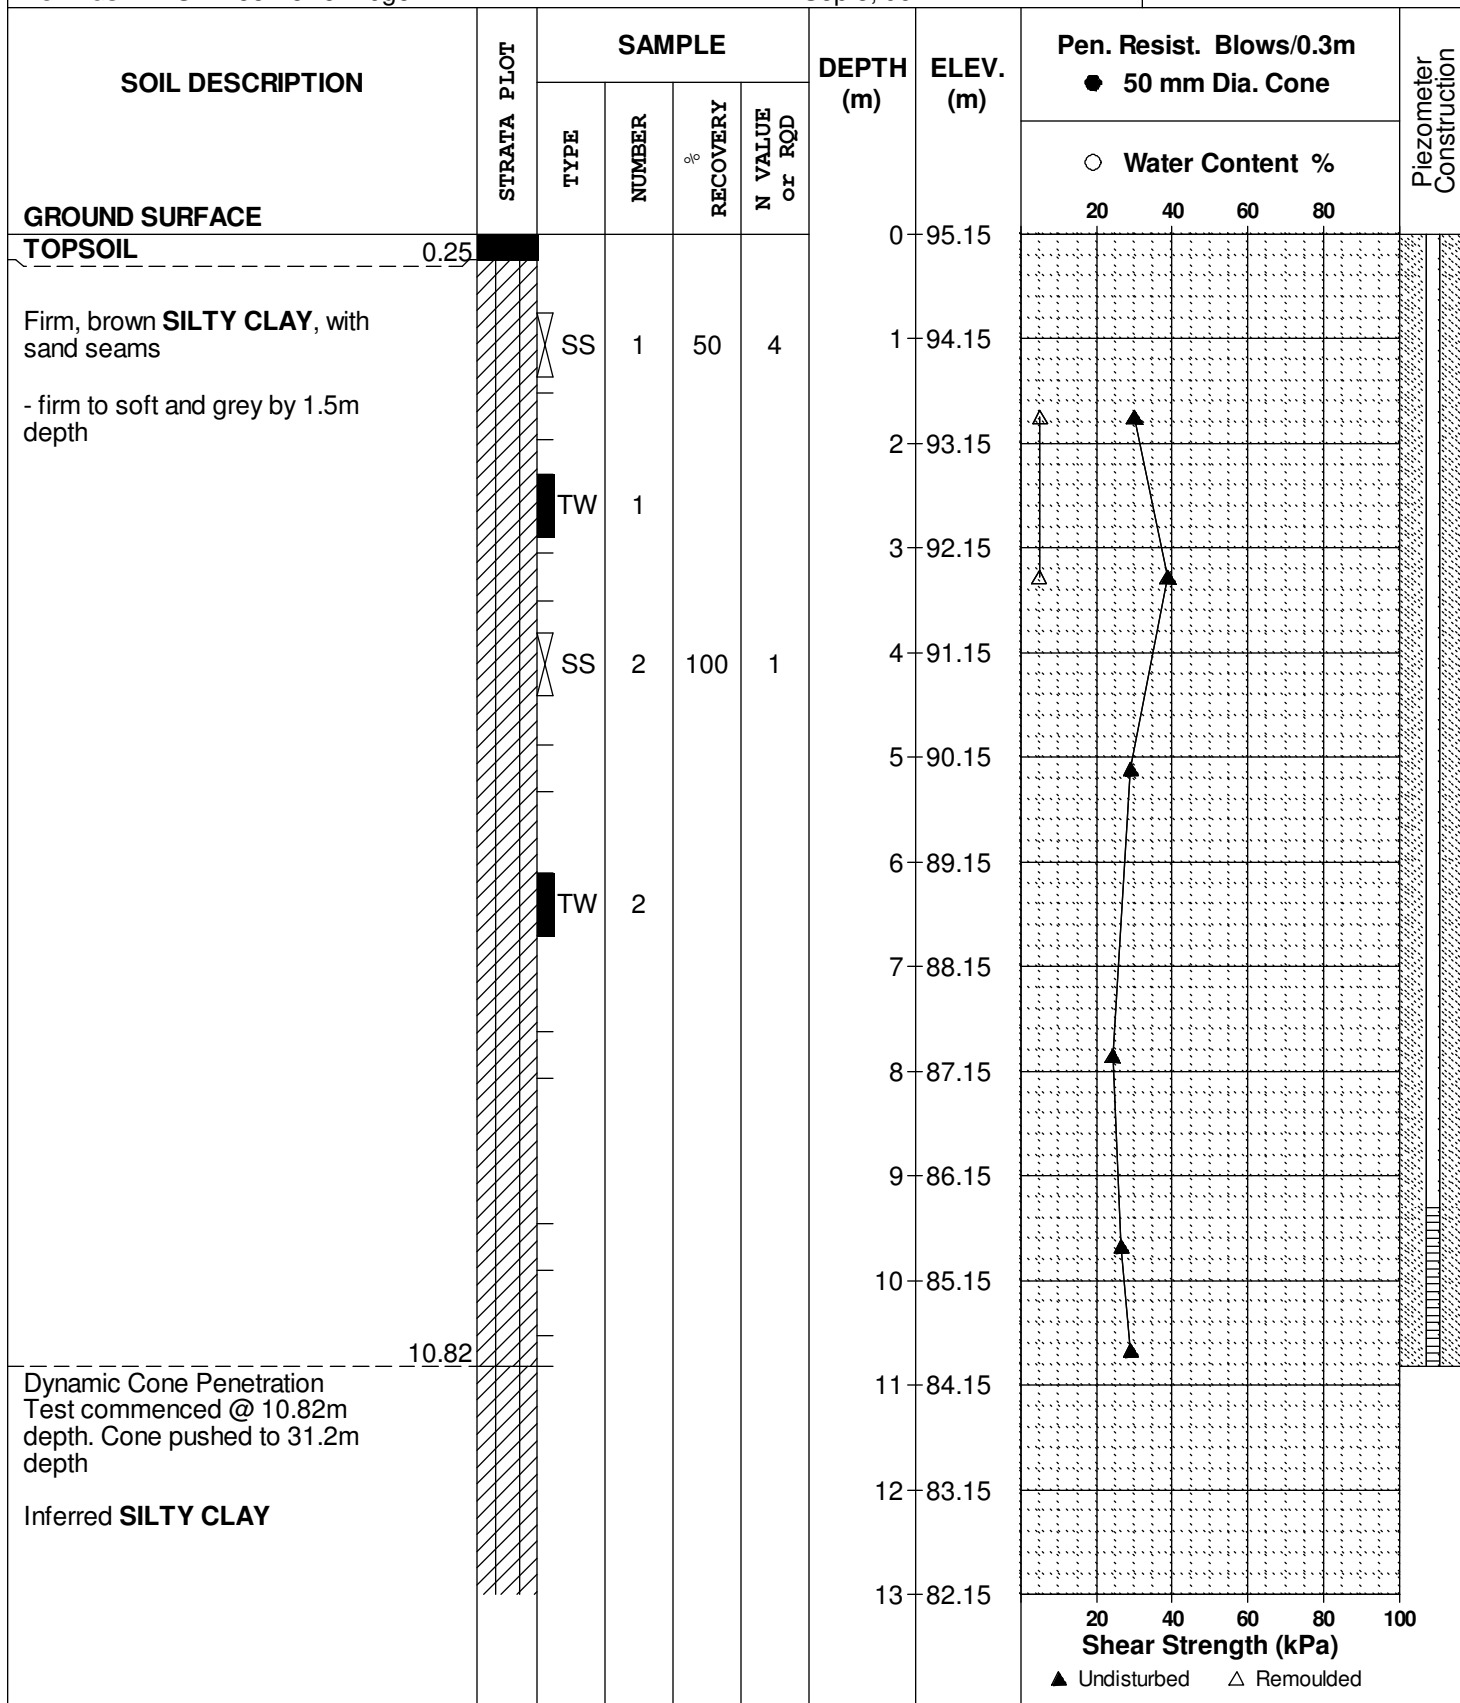 SOIL DESCRIPTION
GROUND SURFACE
STRATA PLOT
SAMPLE
TYPE
NUMBER
% RECOVERY
N VALUE
or RQD
DEPTH
(m)
ELEV.
(m)
Pen. Resist. Blows/0.3m
● 50 mm Dia. Cone
○ Water Content %
20 40 60 80
Piezometer
Construction
TOPSOIL 0.25
0 95.15
Firm, brown SILTY CLAY, with
sand seams
- firm to soft and grey by 1.5m
depth
SS 1 50 4
1 94.15
2 93.15
TW 1
3 92.15
SS 2 100 1
4 91.15
5 90.15
6 89.15
TW 2
7 88.15
8 87.15
9 86.15
10 85.15
10.82
Dynamic Cone Penetration
Test commenced @ 10.82m
depth. Cone pushed to 31.2m
depth
Inferred SILTY CLAY
11 84.15
12 83.15
13 82.15
20 40 60 80 100
Shear Strength (kPa)
▲ Undisturbed △ Remoulded